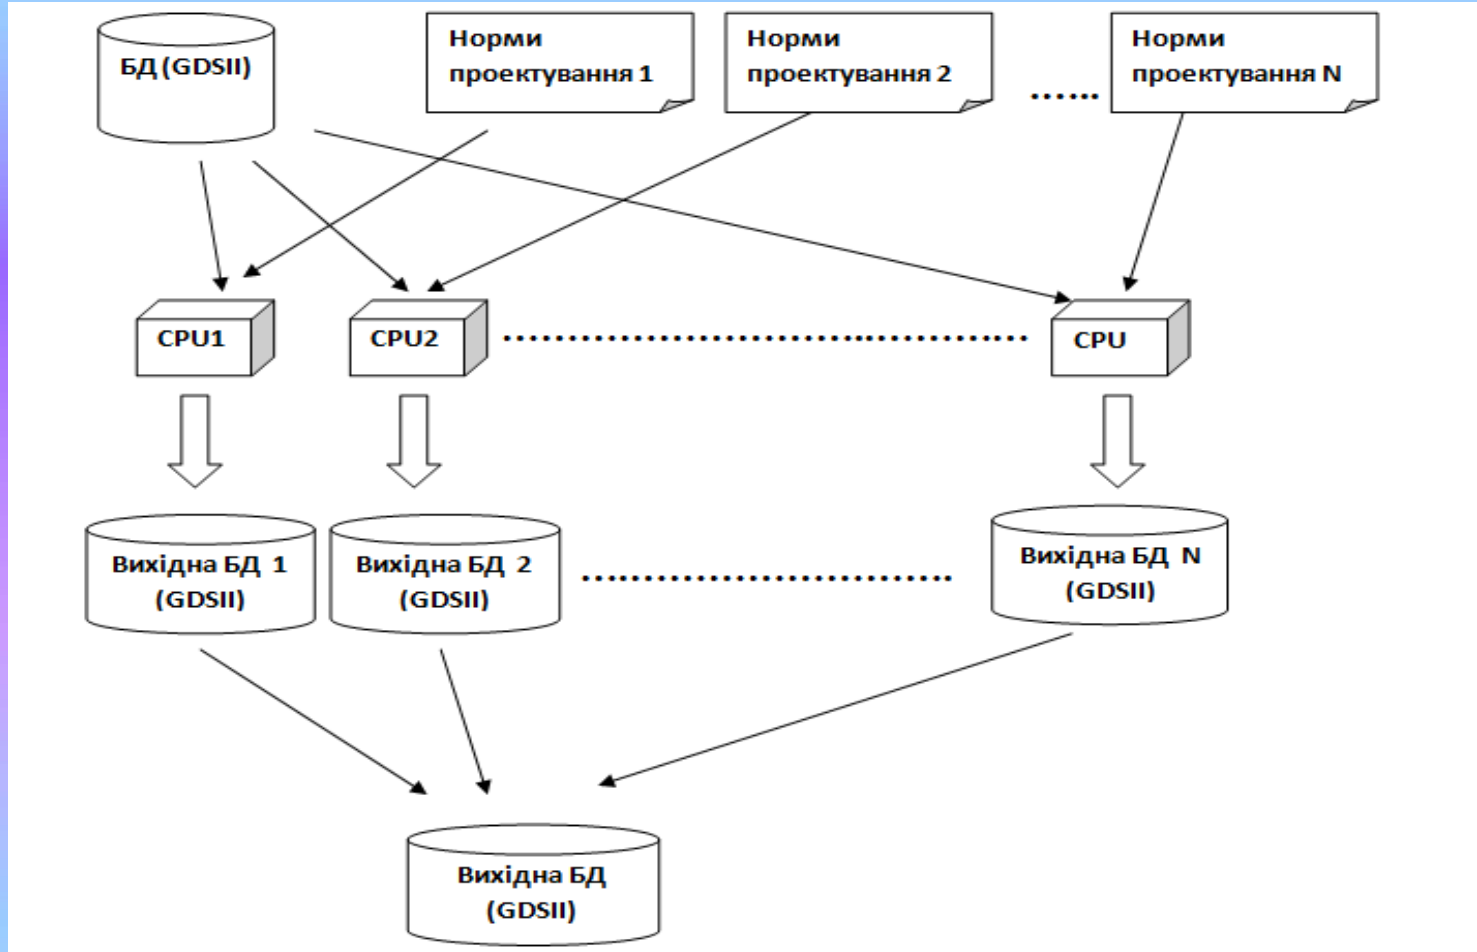 БД (GDSII)
Норми
проектування 1
Норми
проектування 2
......
Норми
проектування N
CPU1
CPU2
CPU
Вихідна БД 1
(GDSII)
Вихідна БД 2
(GDSII)
Вихідна БД N
(GDSII)
Вихідна БД
(GDSII)